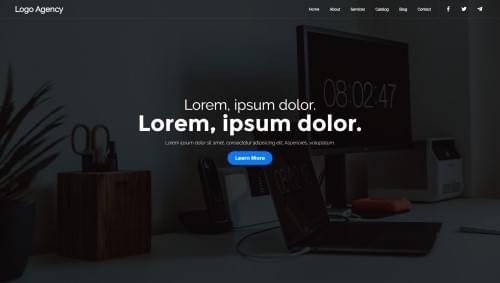 Logo Agency
Home About Services Catalog Blog Contact
08:02:47
Lorem, ipsum dolor.
Lorem, ipsum dolor.
Lorem ipsum dolor sit amet, consectetur adipisicing elit. Asperiores, voluptatum.
Learn More